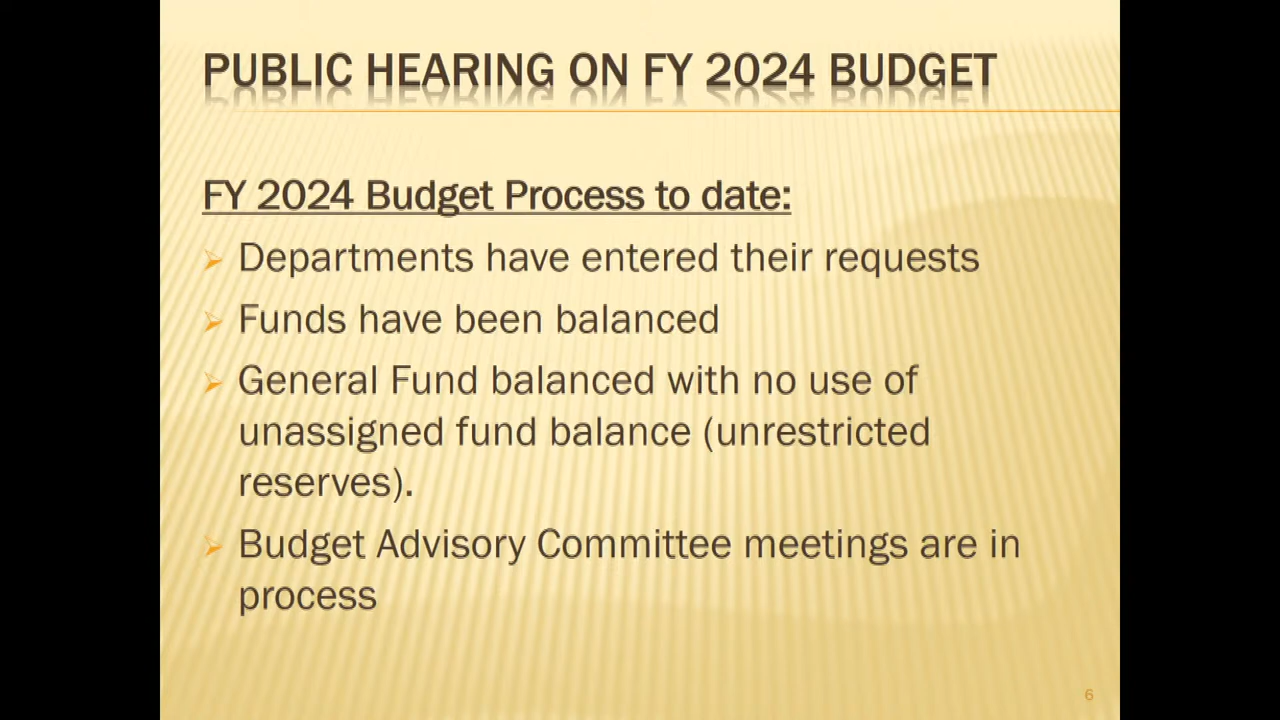 PUBLIC HEARING ON FY 2024 BUDGET
FY 2024 Budget Process to date:
Departments have entered their requests
Funds have been balanced
General Fund balanced with no use of
unassigned fund balance (unrestricted
reserves).
Budget Advisory Committee meetings are in
process
6